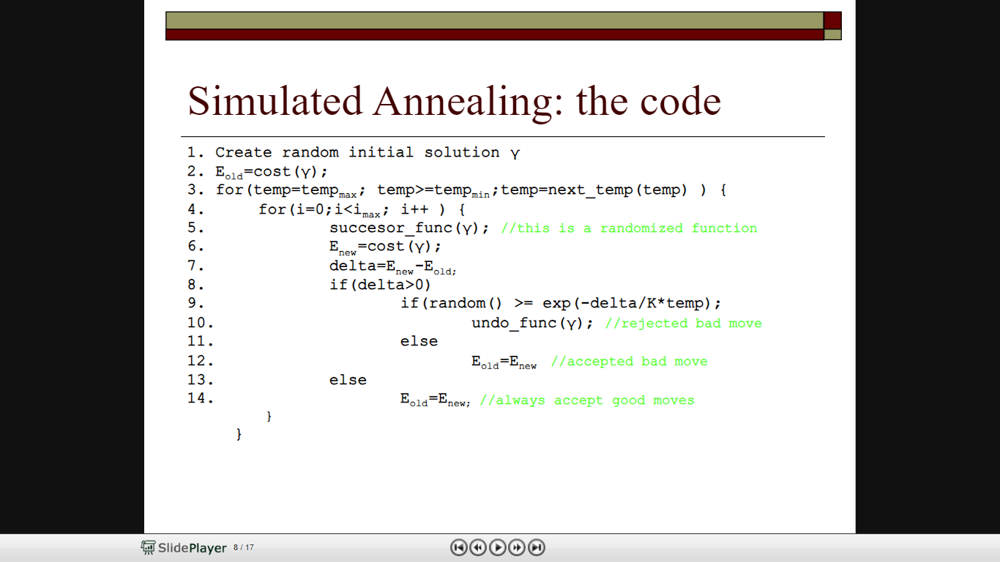 Simulated Annealing: the code
1. Create random initial solution γ
2. Eold=cost(γ);
3. for(temp=tempmax; temp>=tempmin;temp=next_temp(temp) ) {
4. for(i=0;i<imax; i++ ) {
5. succesor_func(γ); //this is a randomized function
6. Enew=cost(γ);
7. delta=Enew-Eold;
8. if(delta>0)
9. if(random() >= exp(-delta/K*temp);
10. undo_func(γ); //rejected bad move
11. else
12. Eold=Enew //accepted bad move
13. else
14. Eold=Enew; //always accept good moves
}
}
SlidePlayer 8 / 17